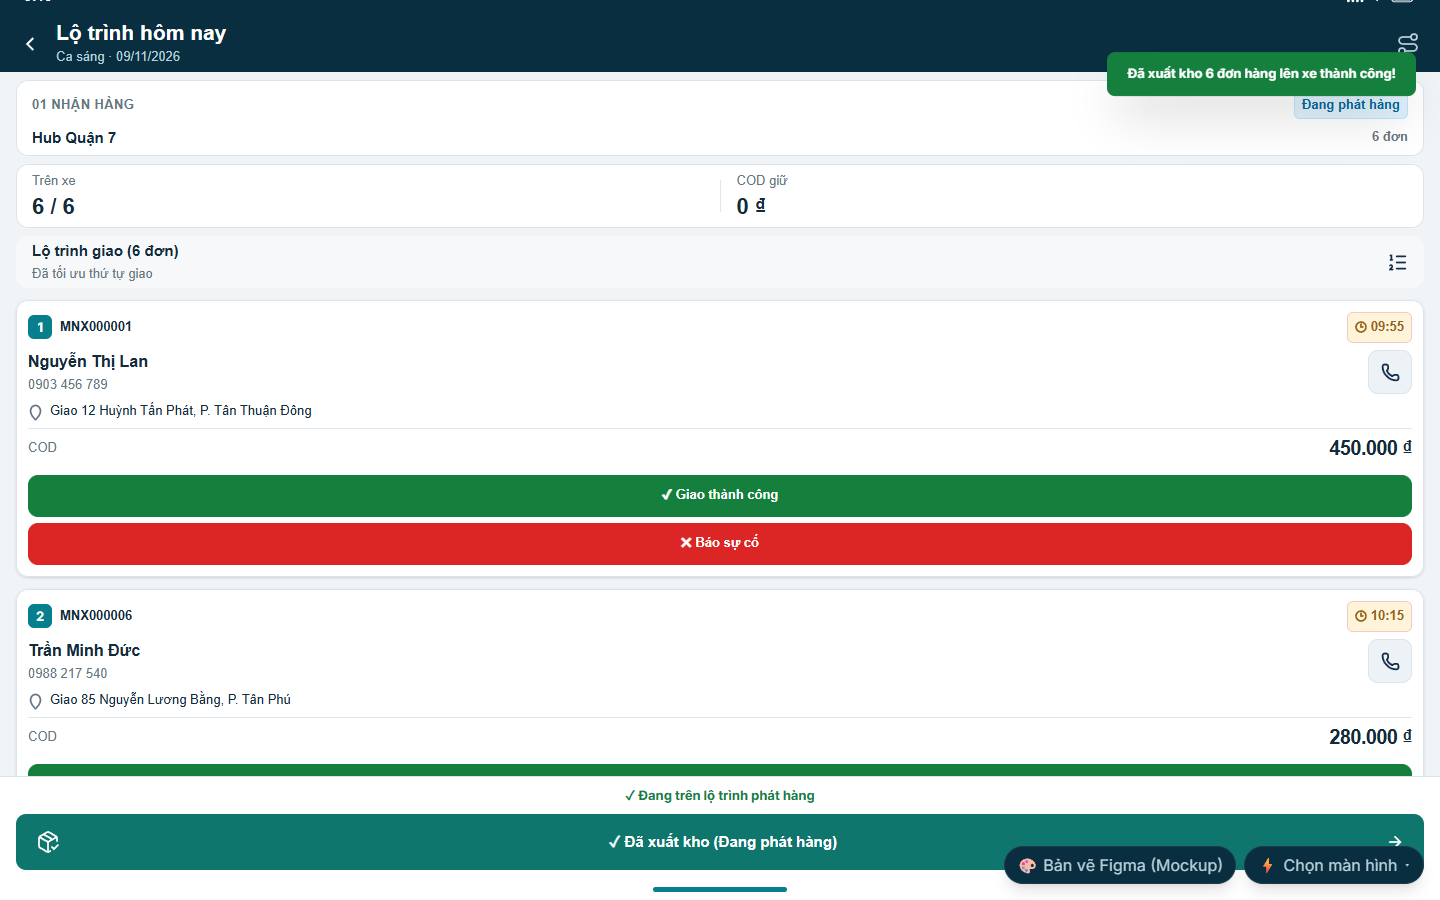 Lộ trình hôm nay
Ca sáng · 09/11/2026
Đã xuất kho 6 đơn hàng lên xe thành công!
01 NHẬN HÀNG
Đang phát hàng
Hub Quận 7
6 đơn
Trên xe
COD giữ
6 / 6
0 ₫
Lộ trình giao (6 đơn)
Đã tối ưu thứ tự giao
1 MNX000001
09:55
Nguyễn Thị Lan
0903 456 789
Giao 12 Huỳnh Tấn Phát, P. Tân Thuận Đông
COD
450.000 ₫
✓ Giao thành công
✕ Báo sự cố
2 MNX000006
10:15
Trần Minh Đức
0988 217 540
Giao 85 Nguyễn Lương Bằng, P. Tân Phú
COD
280.000 ₫
✓ Đang trên lộ trình phát hàng
✓ Đã xuất kho (Đang phát hàng)
Bản vẽ Figma (Mockup)
Chọn màn hình